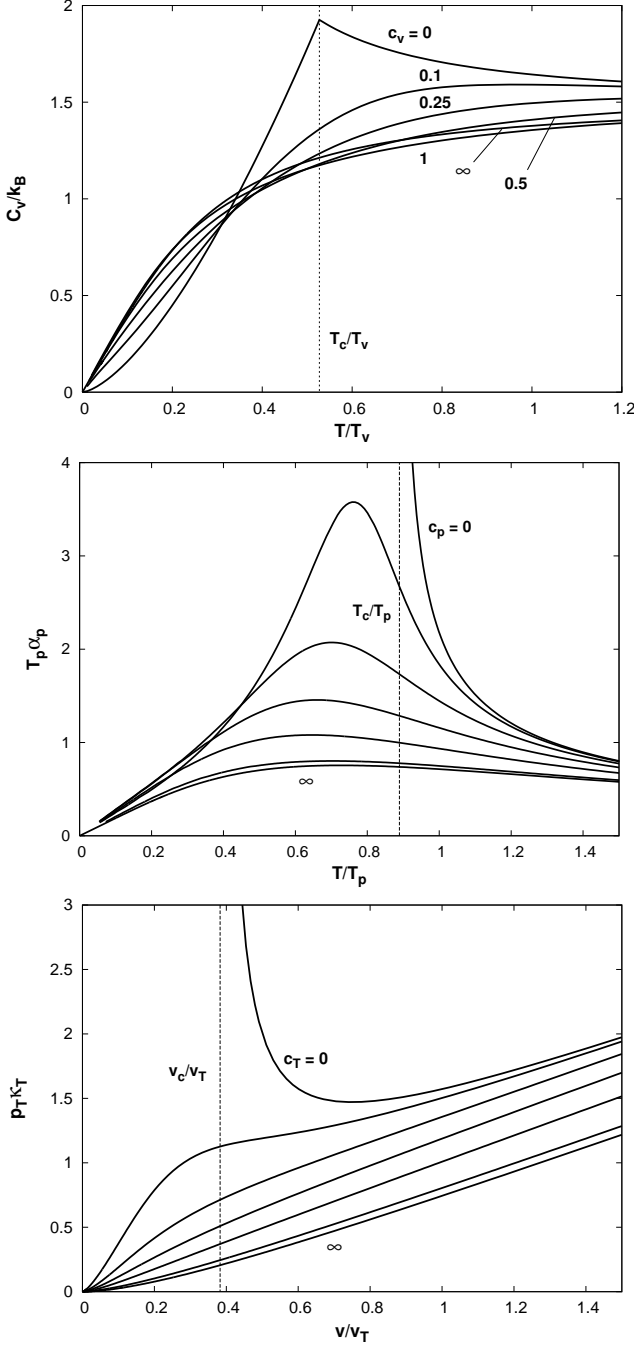 2
1.5
1
0.5
0
0 0.2 0.4 0.6 0.8 1 1.2
C_v/k_B
T/T_v
c_v = 0
0.1
0.25
1
∞
0.5
T_c/T_v
4
3
2
1
0
0 0.2 0.4 0.6 0.8 1 1.2 1.4
T_pα_p
T/T_p
c_p = 0
T_c/T_p
∞
3
2.5
2
1.5
1
0.5
0
0 0.2 0.4 0.6 0.8 1 1.2 1.4
p_Tκ_T
v/v_T
c_T = 0
v_c/v_T
∞